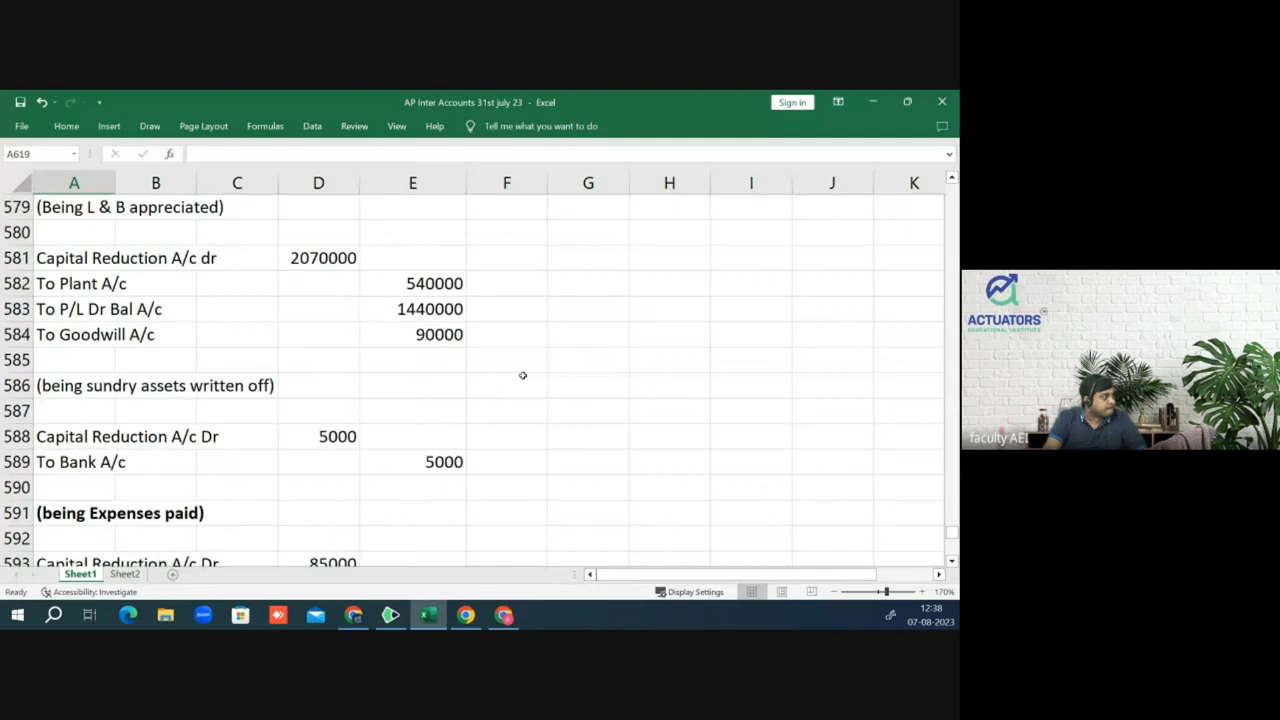 AP Inter Accounts 31st july 23 - Excel
Sign in
File Home Insert Draw Page Layout Formulas Data Review View Help Tell me what you want to do
A619 fx
A B C D E F G H I J K
579 (Being L & B appreciated)
580
581 Capital Reduction A/c dr 2070000
582 To Plant A/c 540000
583 To P/L Dr Bal A/c 1440000
584 To Goodwill A/c 90000
585
586 (being sundry assets written off)
587
588 Capital Reduction A/c Dr 5000
589 To Bank A/c 5000
590
591 (being Expenses paid)
592
593 Capital Reduction A/c Dr 85000
Sheet1 Sheet2
Ready Accessibility: Investigate Display Settings 170%
zoom
12:38
07-08-2023
ACTUATORS
EDUCATIONAL INSTITUTE
faculty AEI